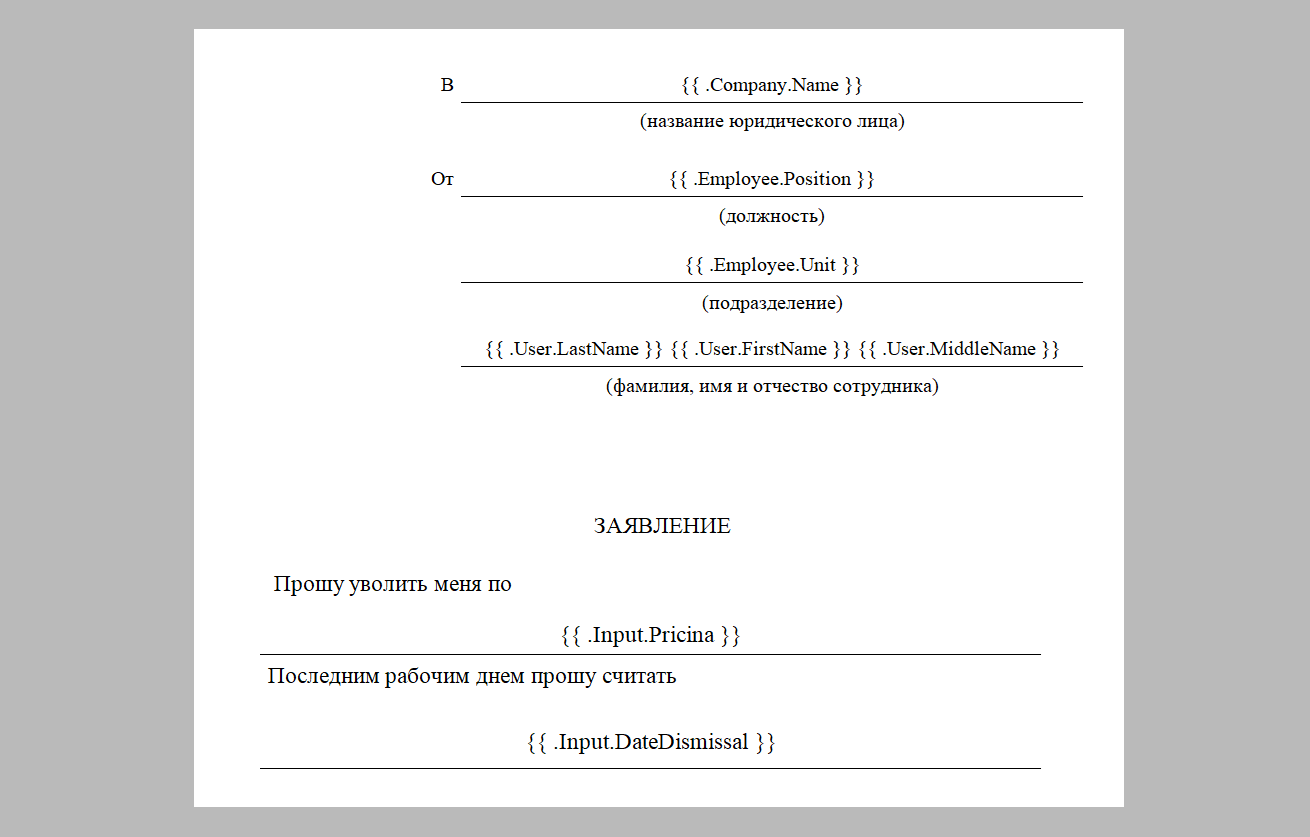 В {{ .Company.Name }}
(название юридического лица)
От {{ .Employee.Position }}
(должность)
{{ .Employee.Unit }}
(подразделение)
{{ .User.LastName }} {{ .User.FirstName }} {{ .User.MiddleName }}
(фамилия, имя и отчество сотрудника)
ЗАЯВЛЕНИЕ
Прошу уволить меня по
{{ .Input.Pricina }}
Последним рабочим днем прошу считать
{{ .Input.DateDismissal }}